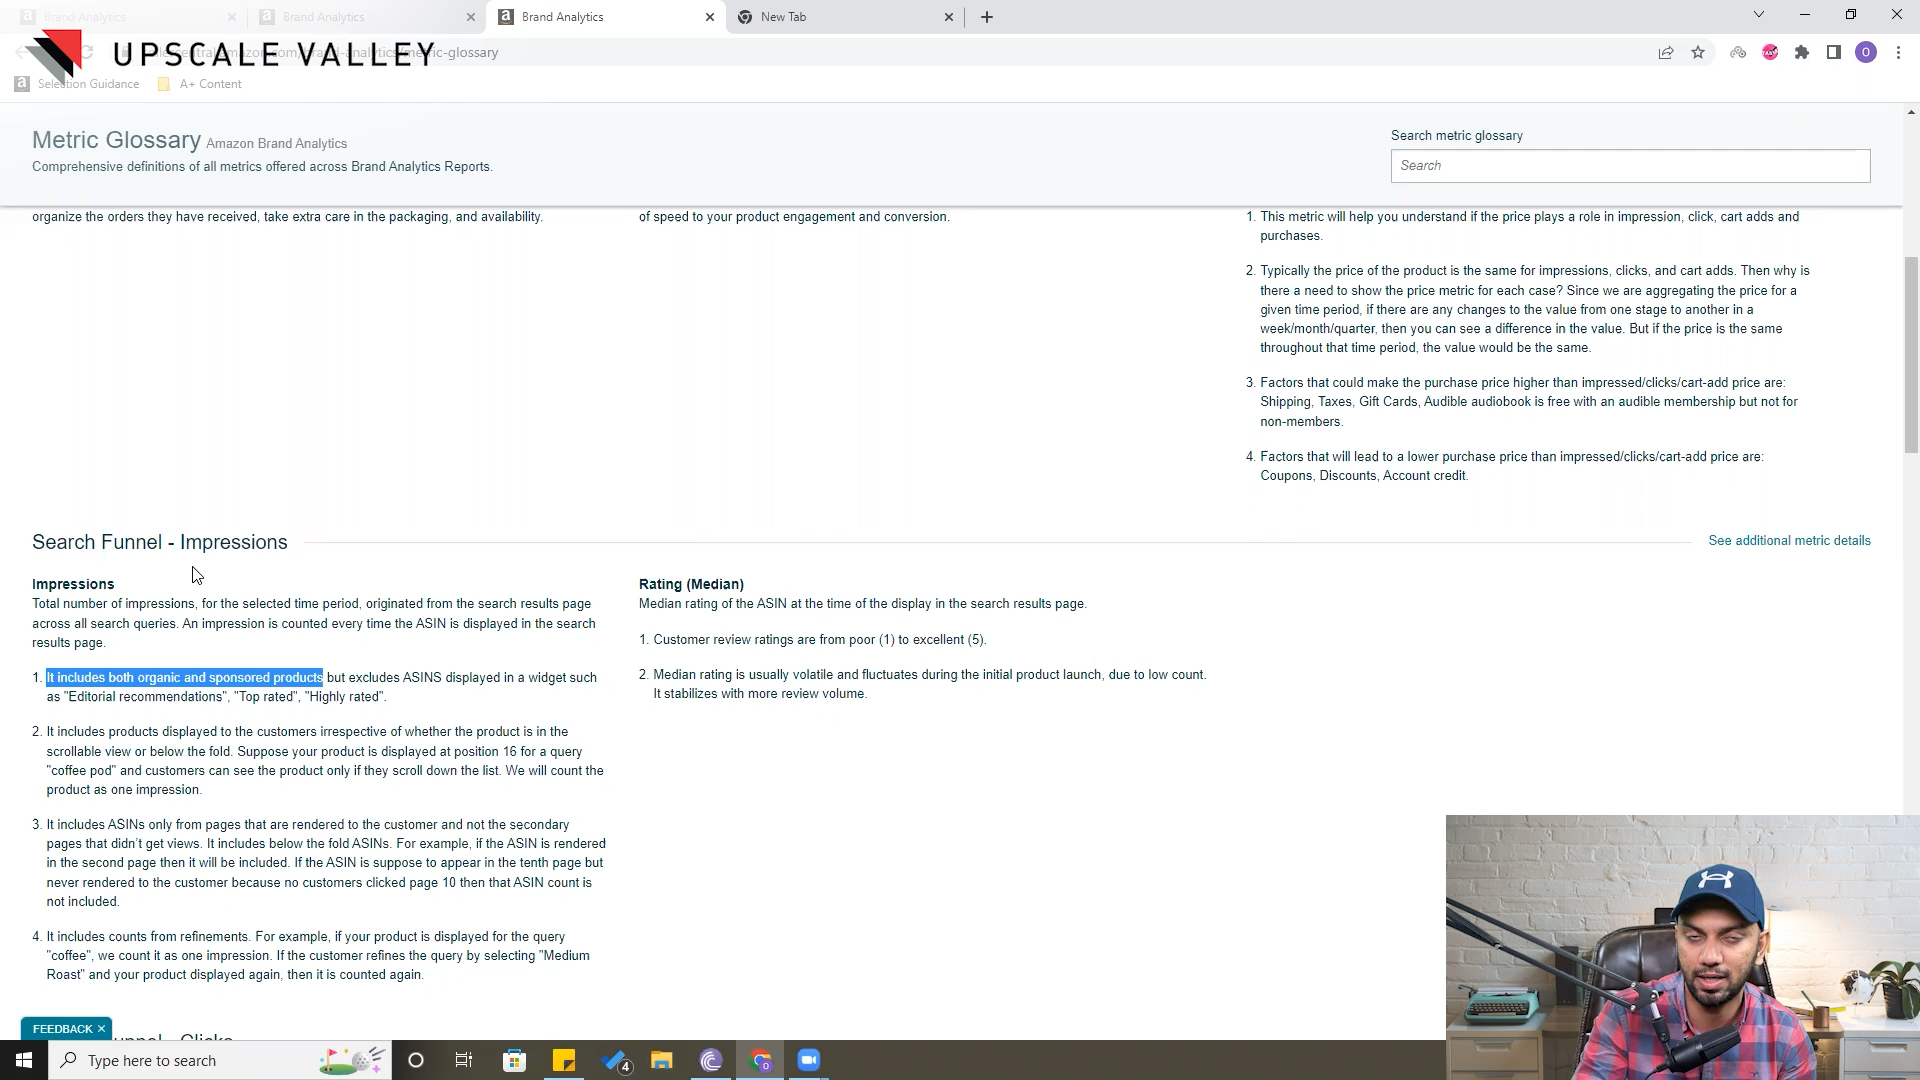 Brand Analytics
Brand Analytics
Brand Analytics
New Tab
UPSCALE VALLEY
Selection Guidance
A+ Content
Metric Glossary Amazon Brand Analytics
Comprehensive definitions of all metrics offered across Brand Analytics Reports.
Search metric glossary
Search
organize the orders they have received, take extra care in the packaging, and availability.
of speed to your product engagement and conversion.
1. This metric will help you understand if the price plays a role in impression, click, cart adds and
purchases.
2. Typically the price of the product is the same for impressions, clicks, and cart adds. Then why is
there a need to show the price metric for each case? Since we are aggregating the price for a
given time period, if there are any changes to the value from one stage to another in a
week/month/quarter, then you can see a difference in the value. But if the price is the same
throughout that time period, the value would be the same.
3. Factors that could make the purchase price higher than impressed/clicks/cart-add price are:
Shipping, Taxes, Gift Cards, Audible audiobook is free with an audible membership but not for
non-members.
4. Factors that will lead to a lower purchase price than impressed/clicks/cart-add price are:
Coupons, Discounts, Account credit.
Search Funnel - Impressions
See additional metric details
Impressions
Total number of impressions, for the selected time period, originated from the search results page
across all search queries. An impression is counted every time the ASIN is displayed in the search
results page.
1. It includes both organic and sponsored products but excludes ASINS displayed in a widget such
as "Editorial recommendations", "Top rated", "Highly rated".
2. It includes products displayed to the customers irrespective of whether the product is in the
scrollable view or below the fold. Suppose your product is displayed at position 16 for a query
"coffee pod" and customers can see the product only if they scroll down the list. We will count the
product as one impression.
3. It includes ASINs only from pages that are rendered to the customer and not the secondary
pages that didn't get views. It includes below the fold ASINs. For example, if the ASIN is rendered
in the second page then it will be included. If the ASIN is suppose to appear in the tenth page but
never rendered to the customer because no customers clicked page 10 then that ASIN count is
not included.
4. It includes counts from refinements. For example, if your product is displayed for the query
"coffee", we count it as one impression. If the customer refines the query by selecting "Medium
Roast" and your product displayed again, then it is counted again.
Rating (Median)
Median rating of the ASIN at the time of the display in the search results page.
1. Customer review ratings are from poor (1) to excellent (5).
2. Median rating is usually volatile and fluctuates during the initial product launch, due to low count.
It stabilizes with more review volume.
FEEDBACK
Type here to search
4